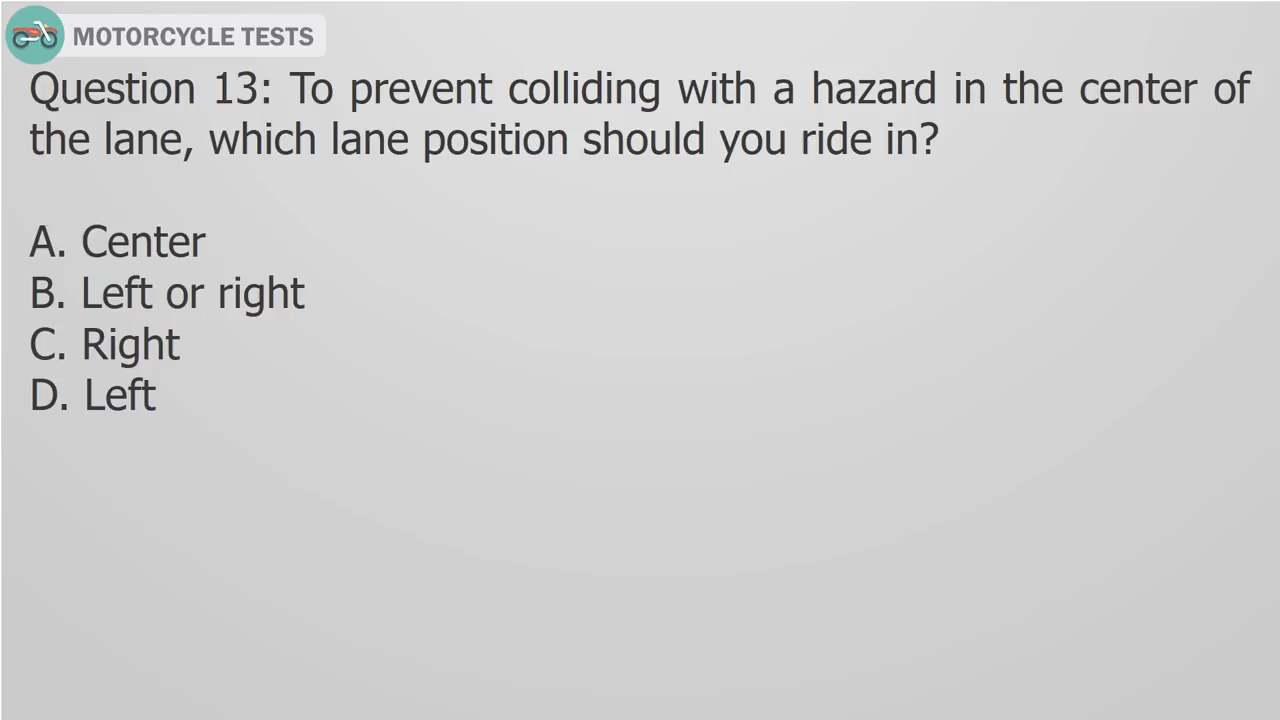 MOTORCYCLE TESTS
Question 13: To prevent colliding with a hazard in the center of
the lane, which lane position should you ride in?
A. Center
B. Left or right
C. Right
D. Left